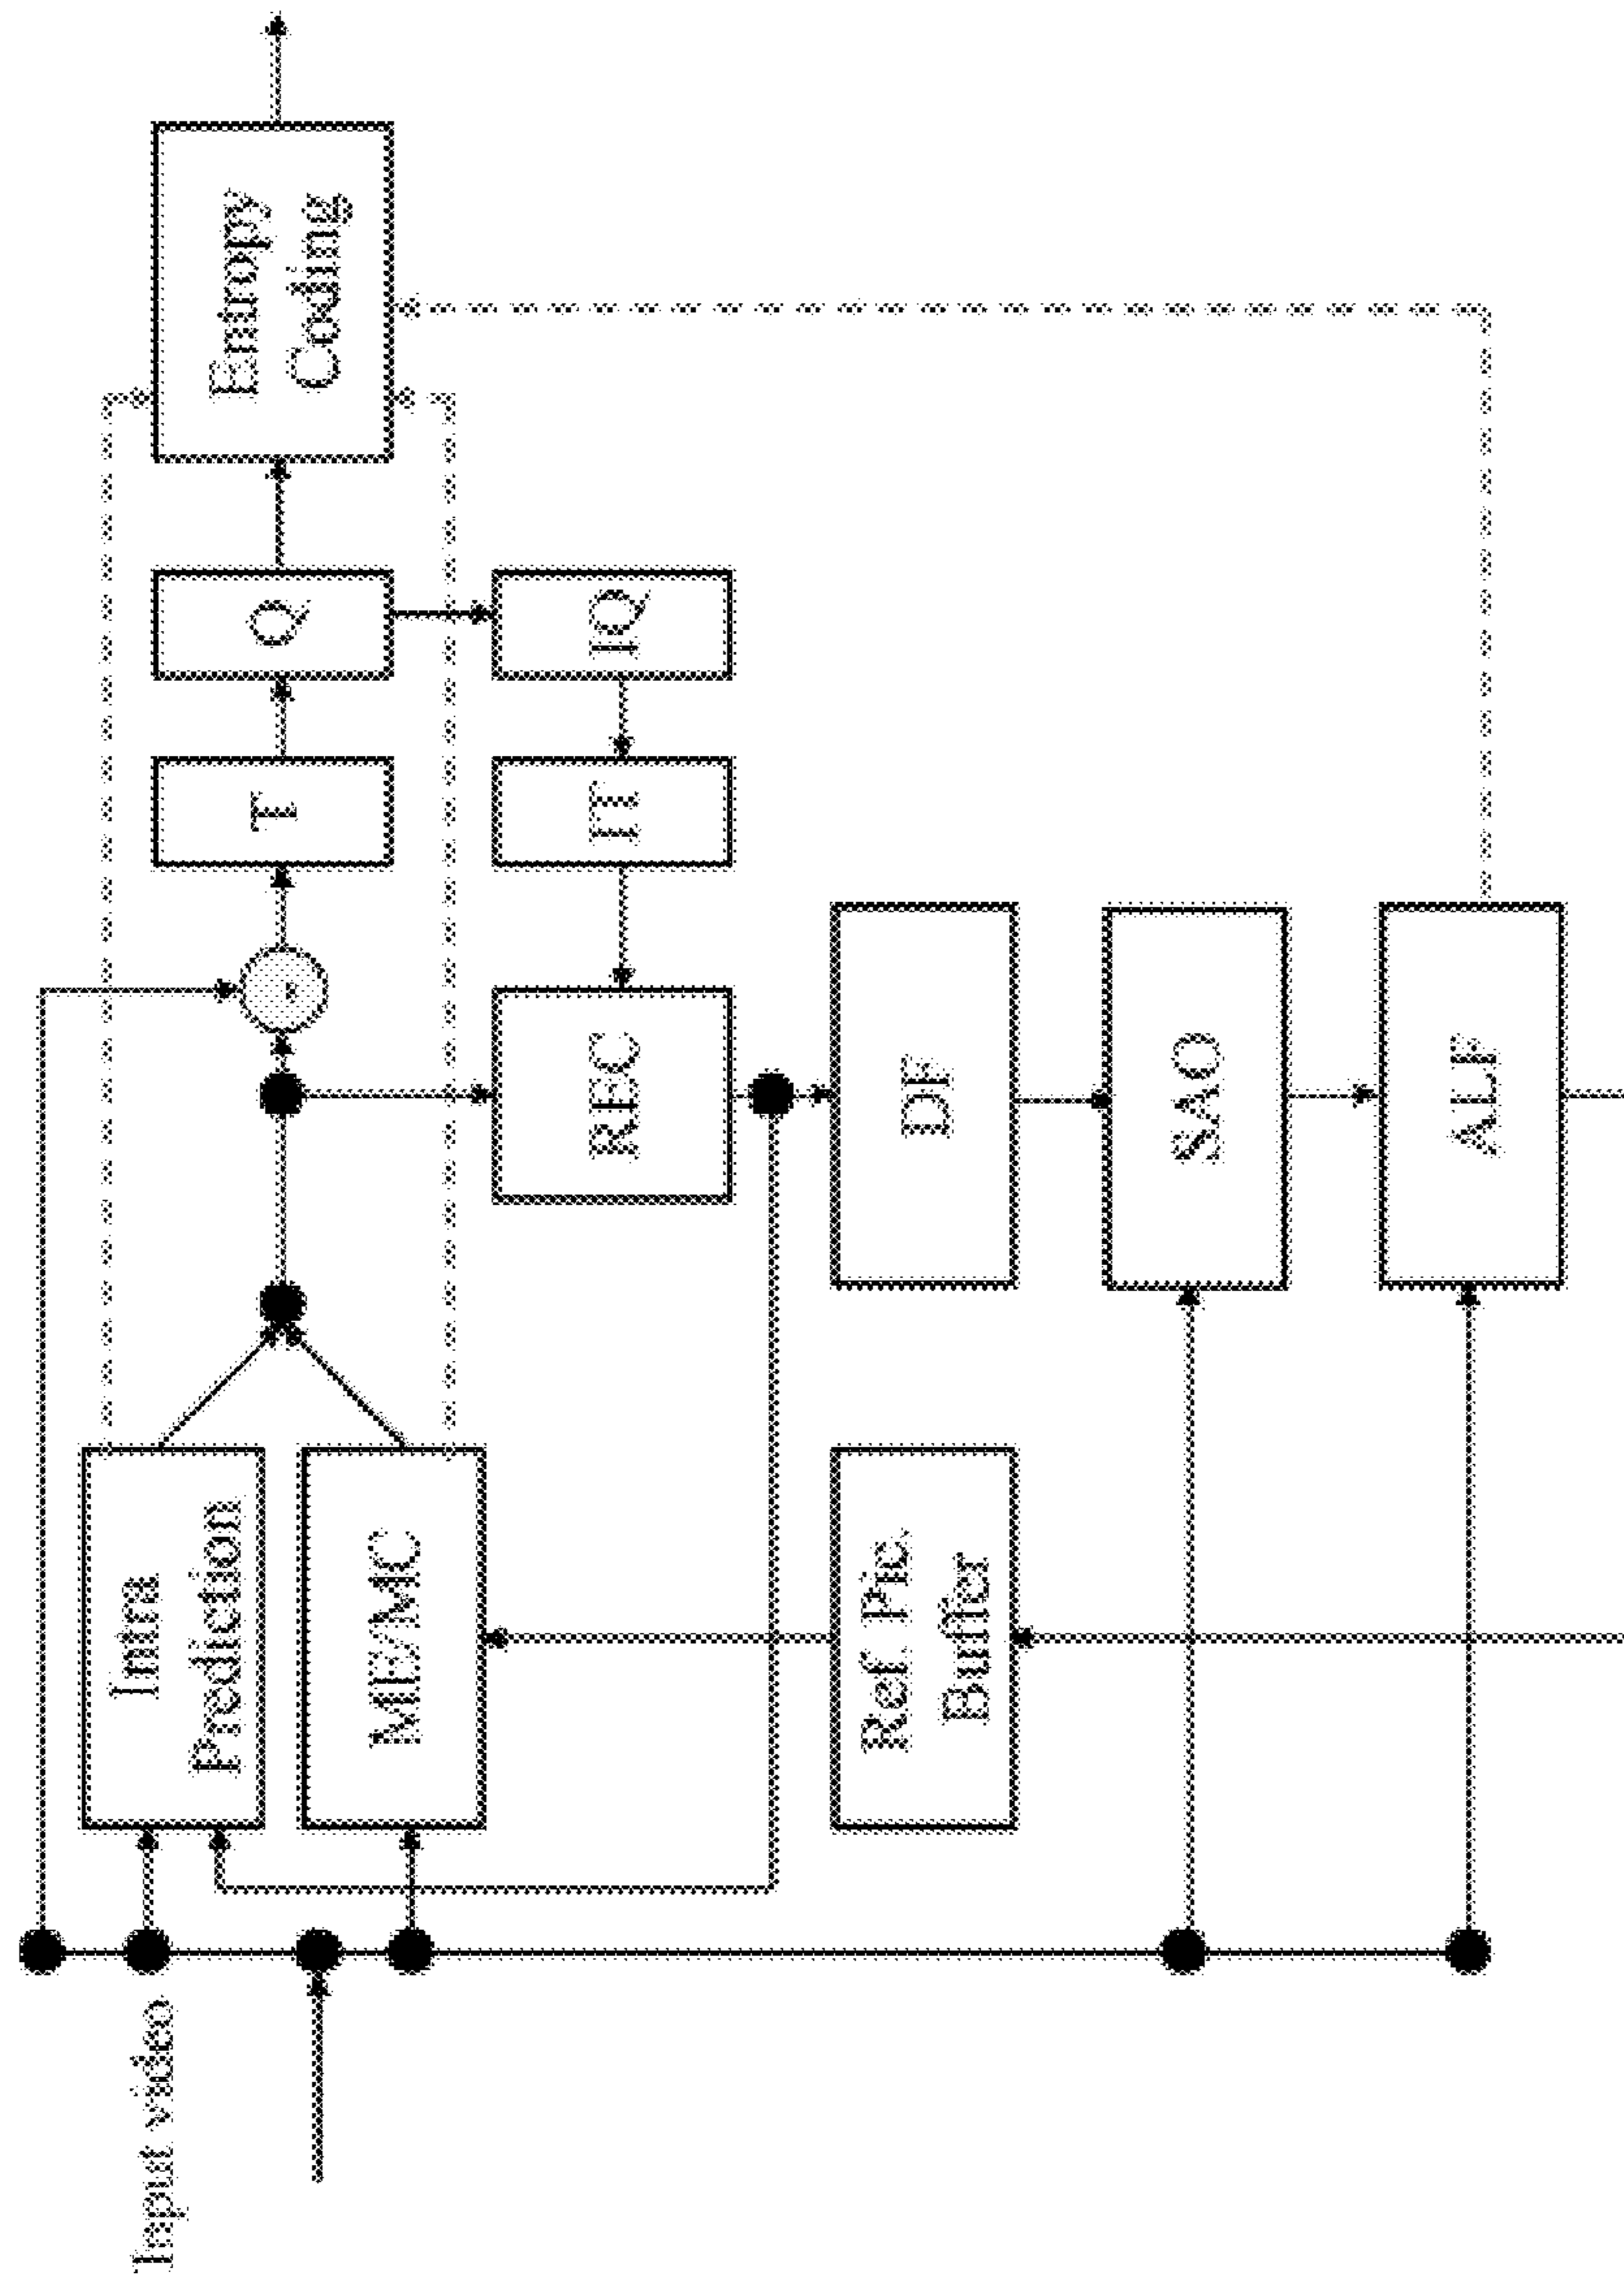 Input video
Intra
Prediction
ME/MC
-
T
Q
Entropy
Coding
REC
IT
IQ
Ref. Pic.
Buffer
DF
SAO
ALF